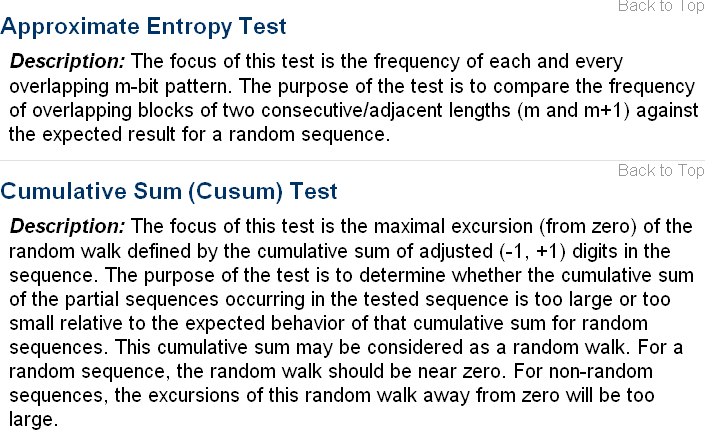 Back to Top
Approximate Entropy Test
Description: The focus of this test is the frequency of each and every
overlapping m-bit pattern. The purpose of the test is to compare the frequency
of overlapping blocks of two consecutive/adjacent lengths (m and m+1) against
the expected result for a random sequence.
Back to Top
Cumulative Sum (Cusum) Test
Description: The focus of this test is the maximal excursion (from zero) of the
random walk defined by the cumulative sum of adjusted (-1, +1) digits in the
sequence. The purpose of the test is to determine whether the cumulative sum
of the partial sequences occurring in the tested sequence is too large or too
small relative to the expected behavior of that cumulative sum for random
sequences. This cumulative sum may be considered as a random walk. For a
random sequence, the random walk should be near zero. For non-random
sequences, the excursions of this random walk away from zero will be too
large.